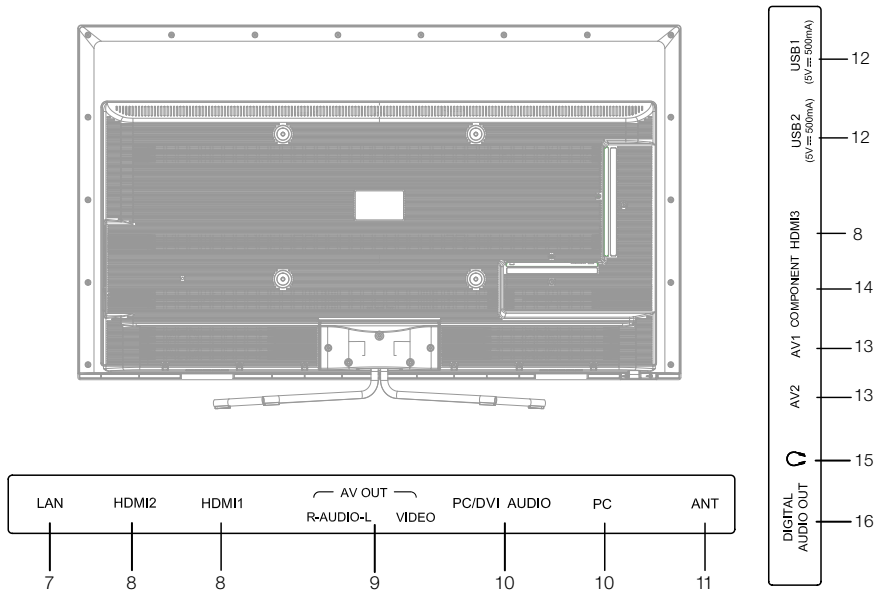 USB1
(5V⎓500mA)
12
USB2
(5V⎓500mA)
12
HDMI3
8
COMPONENT
14
AV1
13
AV2
13
15
DIGITAL
AUDIO OUT
16
AV OUT
LAN HDMI2 HDMI1 R-AUDIO-L VIDEO PC/DVI AUDIO PC ANT
7 8 8 9 10 10 11